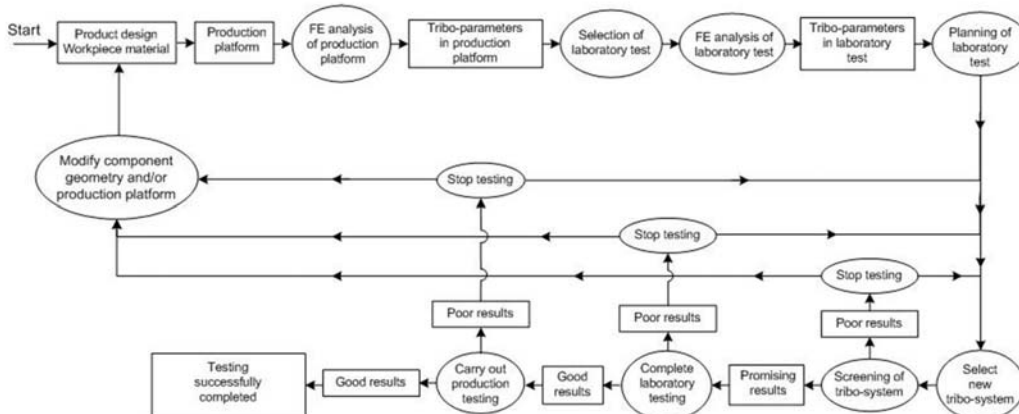 Start
Product design
Workpiece material
Production
platform
FE analysis
of production
platform
Tribo-parameters
in production
platform
Selection of
laboratory test
FE analysis of
laboratory test
Tribo-parameters
in laboratory
test
Planning of
laboratory
test
Modify component
geometry and/or
production platform
Stop testing
Stop testing
Stop testing
Poor results
Poor results
Poor results
Testing
successfully
completed
Good results
Carry out
production
testing
Good
results
Complete
laboratory
testing
Promising
results
Screening of
tribo-system
Select
new
tribo-system